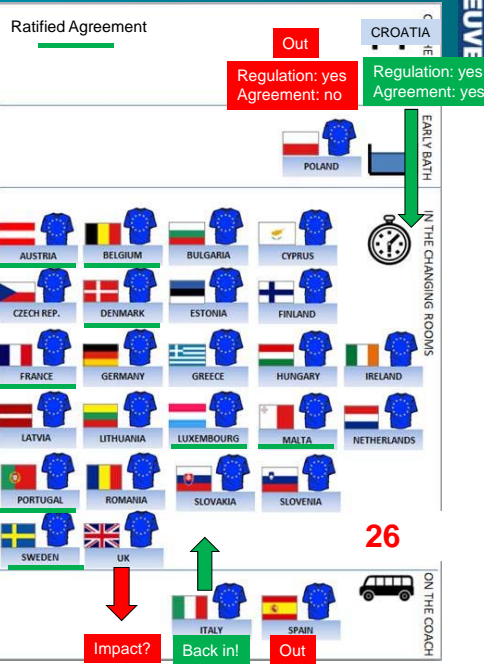 Ratified Agreement
Out
Regulation: yes
Agreement: no
CROATIA
Regulation: yes
Agreement: yes
EUVE
EARLY BATH
POLAND
IN THE CHANGING ROOMS
AUSTRIA
BELGIUM
BULGARIA
CYPRUS
CZECH REP.
DENMARK
ESTONIA
FINLAND
FRANCE
GERMANY
GREECE
HUNGARY
IRELAND
LATVIA
LITHUANIA
LUXEMBOURG
MALTA
NETHERLANDS
PORTUGAL
ROMANIA
SLOVAKIA
SLOVENIA
SWEDEN
UK
26
ON THE COACH
ITALY
SPAIN
Impact?
Back in!
Out